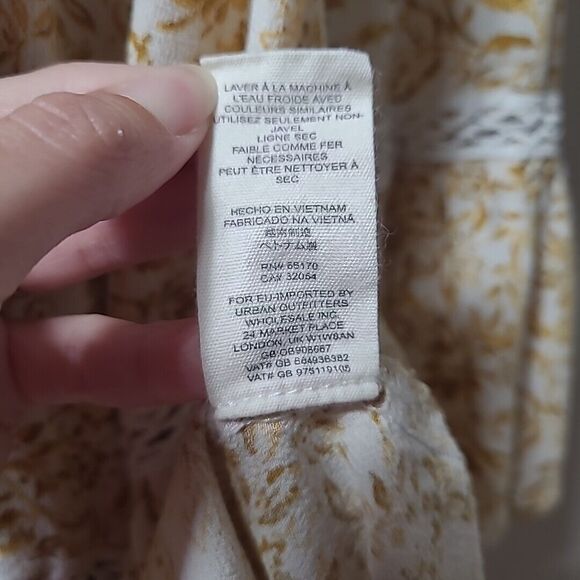 LAVER À LA MACHINE À
L'EAU FROIDE AVEC
COULEURS SIMILAIRES
UTILISEZ SEULEMENT NON-
JAVEL
LIGNE SEC
FAIBLE COMME FER
NÉCESSAIRES
PEUT ÊTRE NETTOYER À
SEC
HECHO EN VIETNAM
FABRICADO NA VIETNÃ
越南制造
ベトナム製
RN# 66170
CA# 32054
FOR EU-IMPORTED BY
URBAN OUTFITTERS
WHOLESALE INC.
24 MARKET PLACE
LONDON, UK W1W8AN
GB
VAT# GB
VAT# GB 975119105